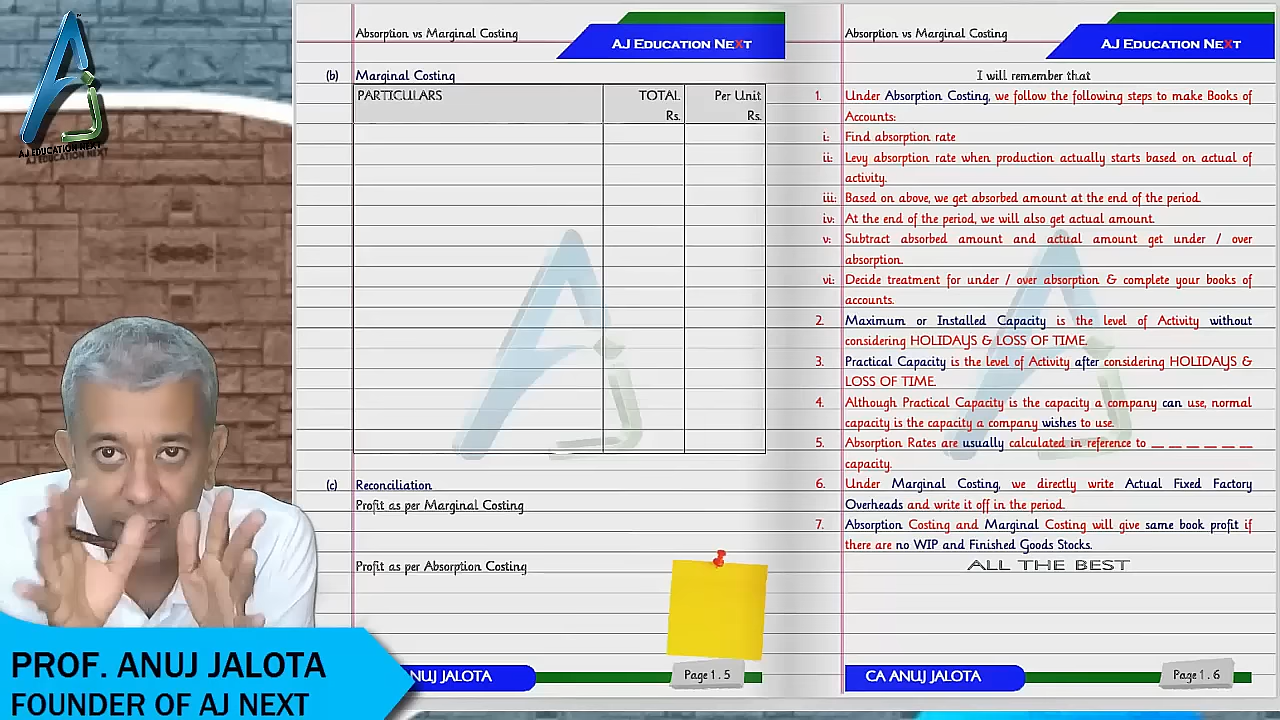 AJ EDUCATION NEXT
AJ EDUCATION NEXT
PROF. ANUJ JALOTA
FOUNDER OF AJ NEXT
Absorption vs Marginal Costing
AJ EDUCATION NEXT
(b) Marginal Costing
PARTICULARS TOTAL Per Unit
Rs. Rs.
(c) Reconciliation
Profit as per Marginal Costing
Profit as per Absorption Costing
ANUJ JALOTA
Page 1 . 5
Absorption vs Marginal Costing
AJ EDUCATION NEXT
I will remember that
1. Under Absorption Costing, we follow the following steps to make Books of
Accounts:
i: Find absorption rate
ii: Levy absorption rate when production actually starts based on actual of
activity.
iii: Based on above, we get absorbed amount at the end of the period.
iv: At the end of the period, we will also get actual amount.
v: Subtract absorbed amount and actual amount get under / over
absorption.
vi: Decide treatment for under / over absorption & complete your books of
accounts.
2. Maximum or Installed Capacity is the level of Activity without
considering HOLIDAYS & LOSS OF TIME.
3. Practical Capacity is the level of Activity after considering HOLIDAYS &
LOSS OF TIME.
4. Although Practical Capacity is the capacity a company can use, normal
capacity is the capacity a company wishes to use.
5. Absorption Rates are usually calculated in reference to _ _ _ _ _ _ _
capacity.
6. Under Marginal Costing, we directly write Actual Fixed Factory
Overheads and write it off in the period.
7. Absorption Costing and Marginal Costing will give same book profit if
there are no WIP and Finished Goods Stocks.
ALL THE BEST
CA ANUJ JALOTA
Page 1 . 6